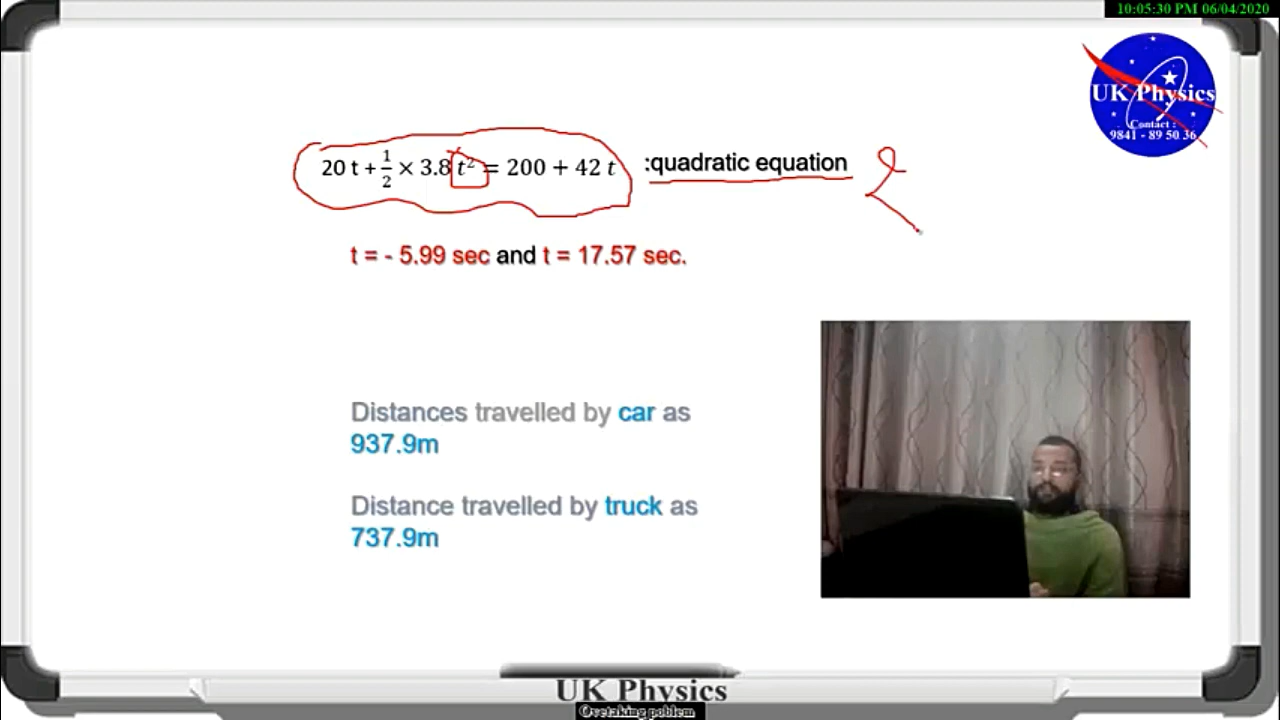 10:05:30 PM 06/04/2020
UK Physics
Contact :
9841 - 89 50 36
20 t + 1/2 × 3.8 t² = 200 + 42 t :quadratic equation
t = - 5.99 sec and t = 17.57 sec.
Distances travelled by car as
937.9m
Distance travelled by truck as
737.9m
UK Physics
Ovetaking poblem